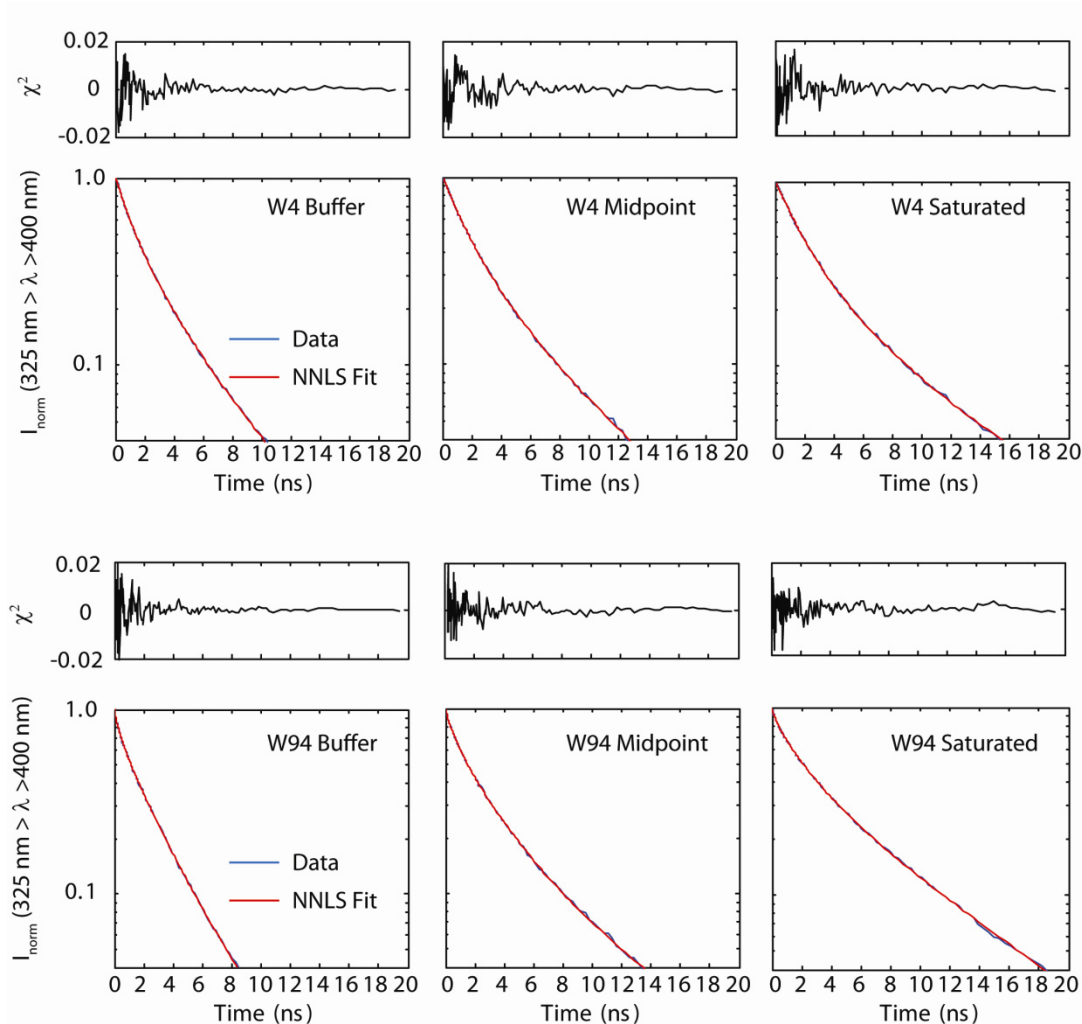 0.02
χ²
0
-0.02
1.0
W4 Buffer
W4 Midpoint
W4 Saturated
I_norm (325 nm > λ >400 nm)
Data
0.1
NNLS Fit
0 2 4 6 8 10 12 14 16 18 20
0 2 4 6 8 10 12 14 16 18 20
0 2 4 6 8 10 12 14 16 18 20
Time (ns)
Time (ns)
Time (ns)
0.02
χ²
0
-0.02
1.0
W94 Buffer
W94 Midpoint
W94 Saturated
I_norm (325 nm > λ >400 nm)
Data
0.1
NNLS Fit
0 2 4 6 8 10 12 14 16 18 20
0 2 4 6 8 10 12 14 16 18 20
0 2 4 6 8 10 12 14 16 18 20
Time (ns)
Time (ns)
Time (ns)